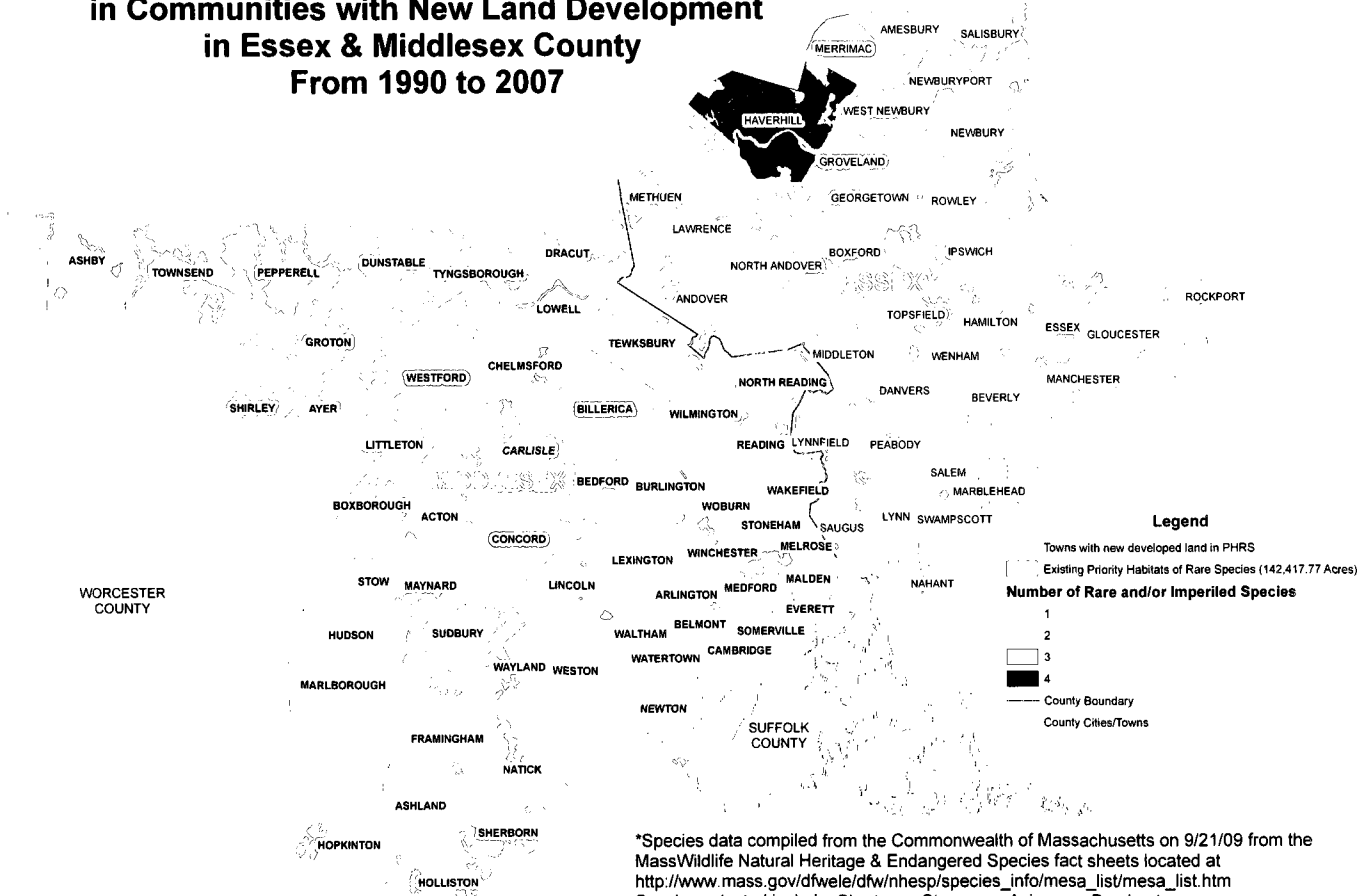 in Communities with New Land Development
in Essex & Middlesex County
From 1990 to 2007
AMESBURY
SALISBURY
MERRIMAC
NEWBURYPORT
HAVERHILL
WEST NEWBURY
NEWBURY
GROVELAND
METHUEN
GEORGETOWN
ROWLEY
LAWRENCE
ASHBY
TOWNSEND
PEPPERELL
DUNSTABLE
TYNGSBOROUGH
DRACUT
NORTH ANDOVER
BOXFORD
IPSWICH
LOWELL
ANDOVER
ROCKPORT
TOPSFIELD
HAMILTON
ESSEX
GLOUCESTER
GROTON
TEWKSBURY
CHELMSFORD
MIDDLETON
WENHAM
WESTFORD
NORTH READING
MANCHESTER
DANVERS
BEVERLY
SHIRLEY
AYER
BILLERICA
WILMINGTON
LITTLETON
CARLISLE
READING
LYNNFIELD
PEABODY
BEDFORD
BURLINGTON
WAKEFIELD
SALEM
MARBLEHEAD
BOXBOROUGH
ACTON
WOBURN
STONEHAM
SAUGUS
LYNN
SWAMPSCOTT
CONCORD
LEXINGTON
WINCHESTER
MELROSE
STOW
MAYNARD
LINCOLN
ARLINGTON
MEDFORD
MALDEN
NAHANT
WORCESTER
COUNTY
EVERETT
HUDSON
SUDBURY
WALTHAM
BELMONT
SOMERVILLE
WATERTOWN
CAMBRIDGE
WAYLAND
WESTON
MARLBOROUGH
NEWTON
SUFFOLK
COUNTY
FRAMINGHAM
NATICK
ASHLAND
HOPKINTON
SHERBORN
HOLLISTON
Legend
Towns with new developed land in PHRS
Existing Priority Habitats of Rare Species (142,417.77 Acres)
Number of Rare and/or Imperiled Species
1
2
3
4
County Boundary
County Cities/Towns
*Species data compiled from the Commonwealth of Massachusetts on 9/21/09 from the
MassWildlife Natural Heritage & Endangered Species fact sheets located at
http://www.mass.gov/dfwele/dfw/nhesp/species_info/mesa_list/mesa_list.htm